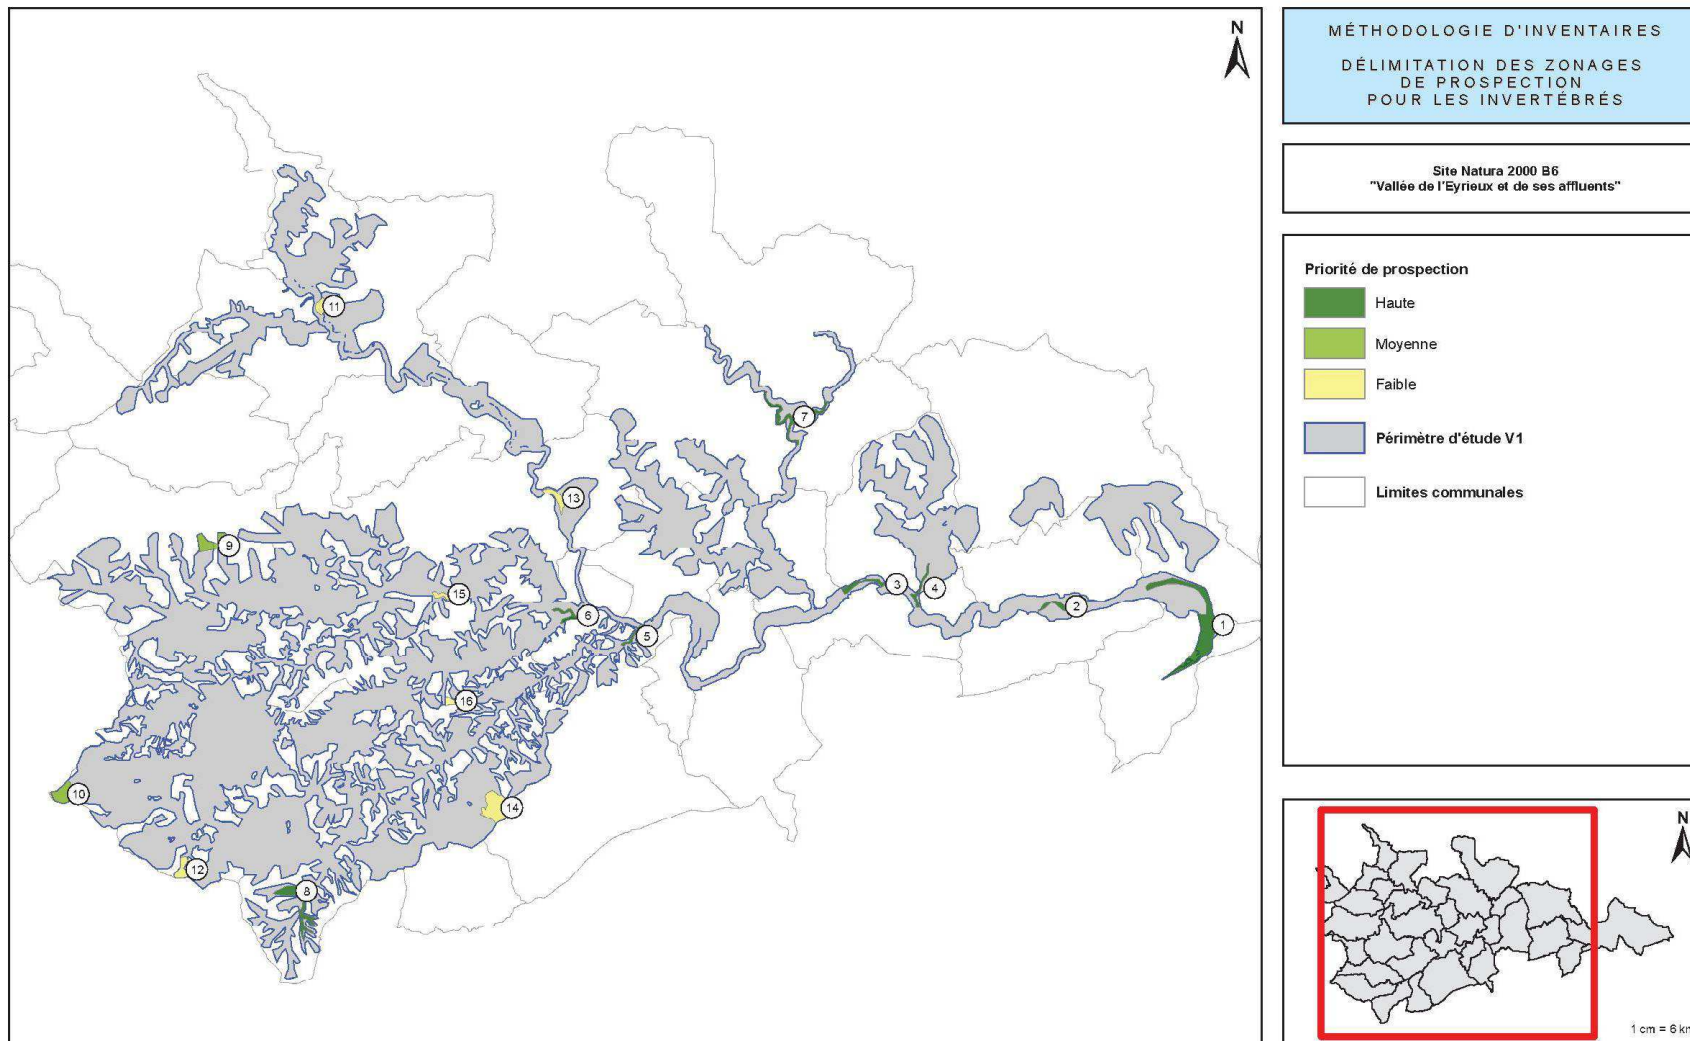 N
MÉTHODOLOGIE D'INVENTAIRES
DÉLIMITATION DES ZONAGES
DE PROSPECTION
POUR LES INVERTÉBRÉS
Site Natura 2000 B6
"Vallée de l'Eyrieux et de ses affluents"
Priorité de prospection
Haute
Moyenne
Faible
Périmètre d'étude V1
Limites communales
11
7
13
9
15
3
4
2
6
1
5
16
10
14
12
8
N
1 cm = 6 km